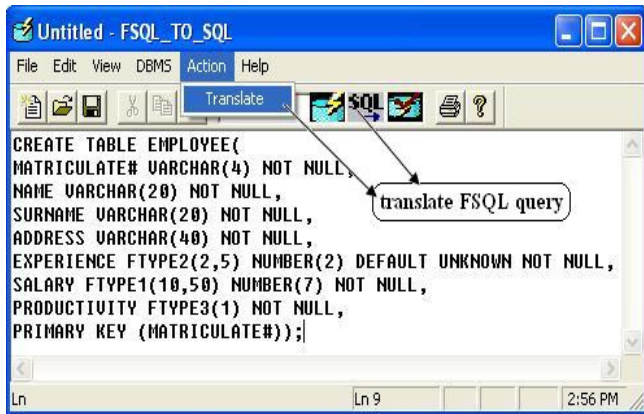 Untitled - FSQL_TO_SQL
File Edit View DBMS Action Help
Translate
SQL
CREATE TABLE EMPLOYEE(
MATRICULATE# VARCHAR(4) NOT NULL,
NAME VARCHAR(20) NOT NULL,
translate FSQL query
SURNAME VARCHAR(20) NOT NULL,
ADDRESS VARCHAR(40) NOT NULL,
EXPERIENCE FTYPE2(2,5) NUMBER(2) DEFAULT UNKNOWN NOT NULL,
SALARY FTYPE1(10,50) NUMBER(7) NOT NULL,
PRODUCTIVITY FTYPE3(1) NOT NULL,
PRIMARY KEY (MATRICULATE#));
Ln Ln 9 2:56 PM